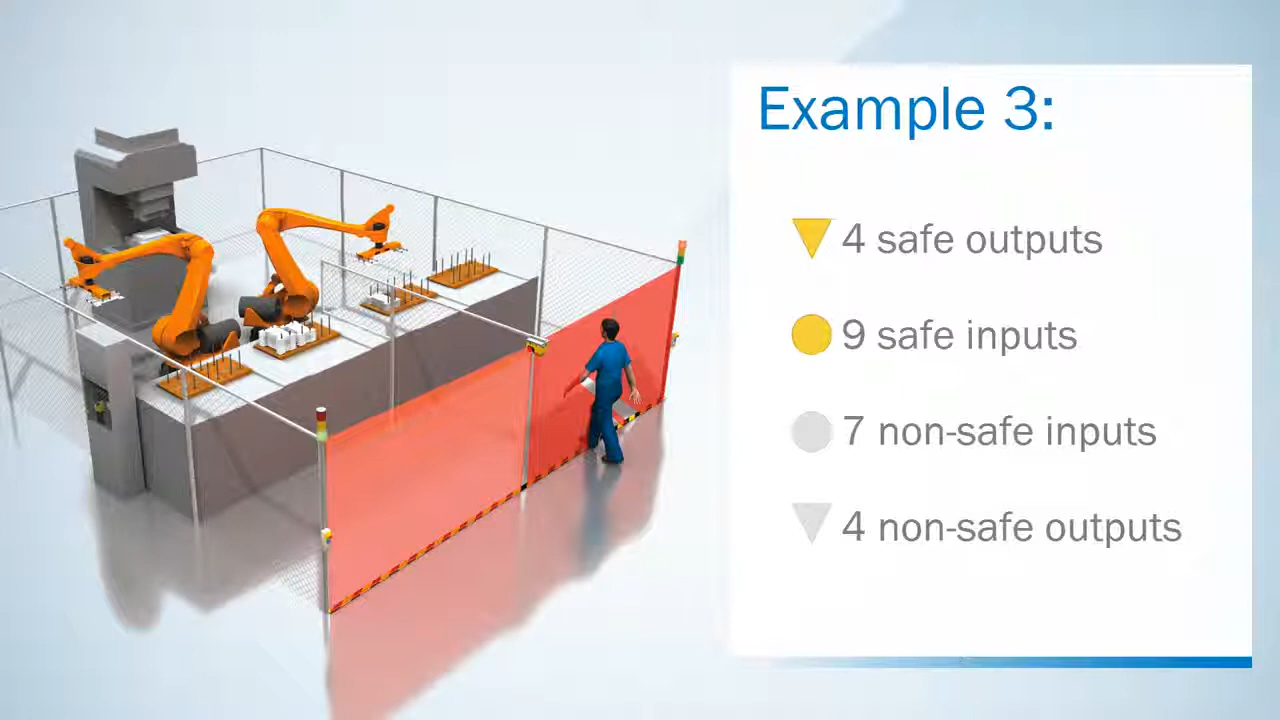 Example 3:
4 safe outputs
9 safe inputs
7 non-safe inputs
4 non-safe outputs